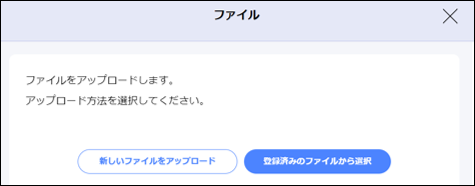 ファイル
ファイルをアップロードします。
アップロード方法を選択してください。
新しいファイルをアップロード
登録済みのファイルから選択